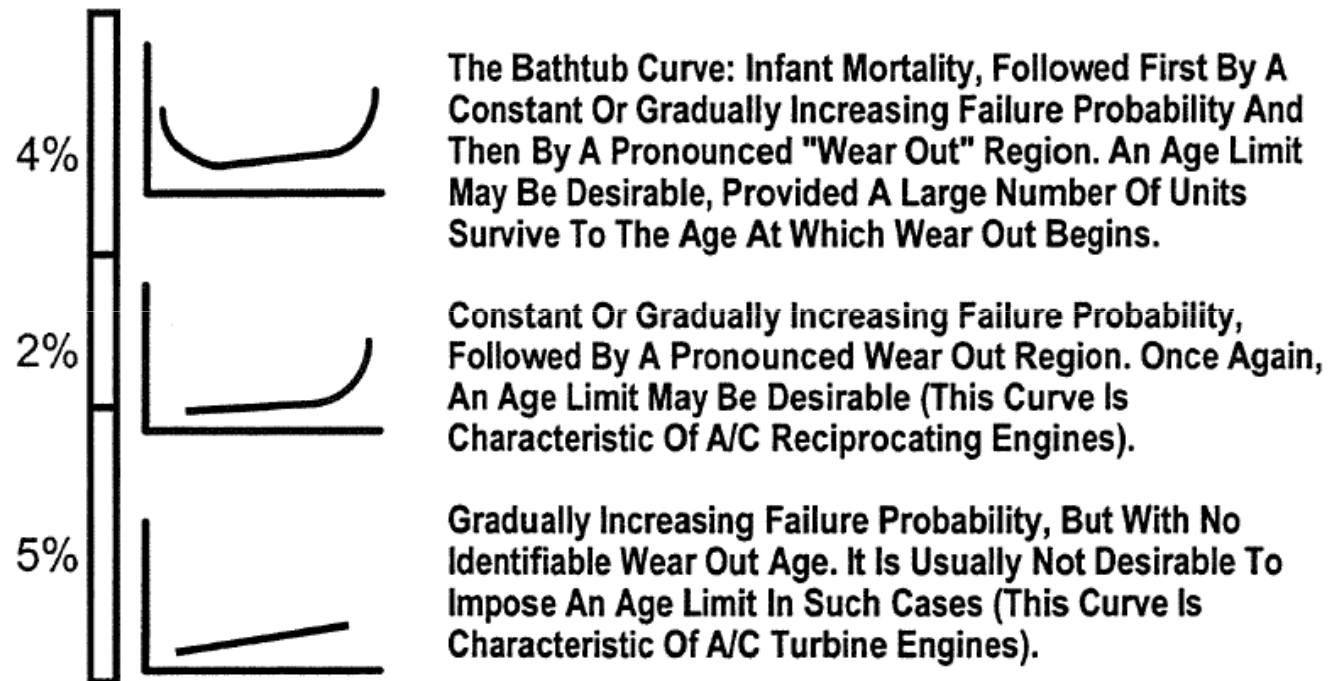 4%
The Bathtub Curve: Infant Mortality, Followed First By A
Constant Or Gradually Increasing Failure Probability And
Then By A Pronounced "Wear Out" Region. An Age Limit
May Be Desirable, Provided A Large Number Of Units
Survive To The Age At Which Wear Out Begins.
2%
Constant Or Gradually Increasing Failure Probability,
Followed By A Pronounced Wear Out Region. Once Again,
An Age Limit May Be Desirable (This Curve Is
Characteristic Of A/C Reciprocating Engines).
5%
Gradually Increasing Failure Probability, But With No
Identifiable Wear Out Age. It Is Usually Not Desirable To
Impose An Age Limit In Such Cases (This Curve Is
Characteristic Of A/C Turbine Engines).